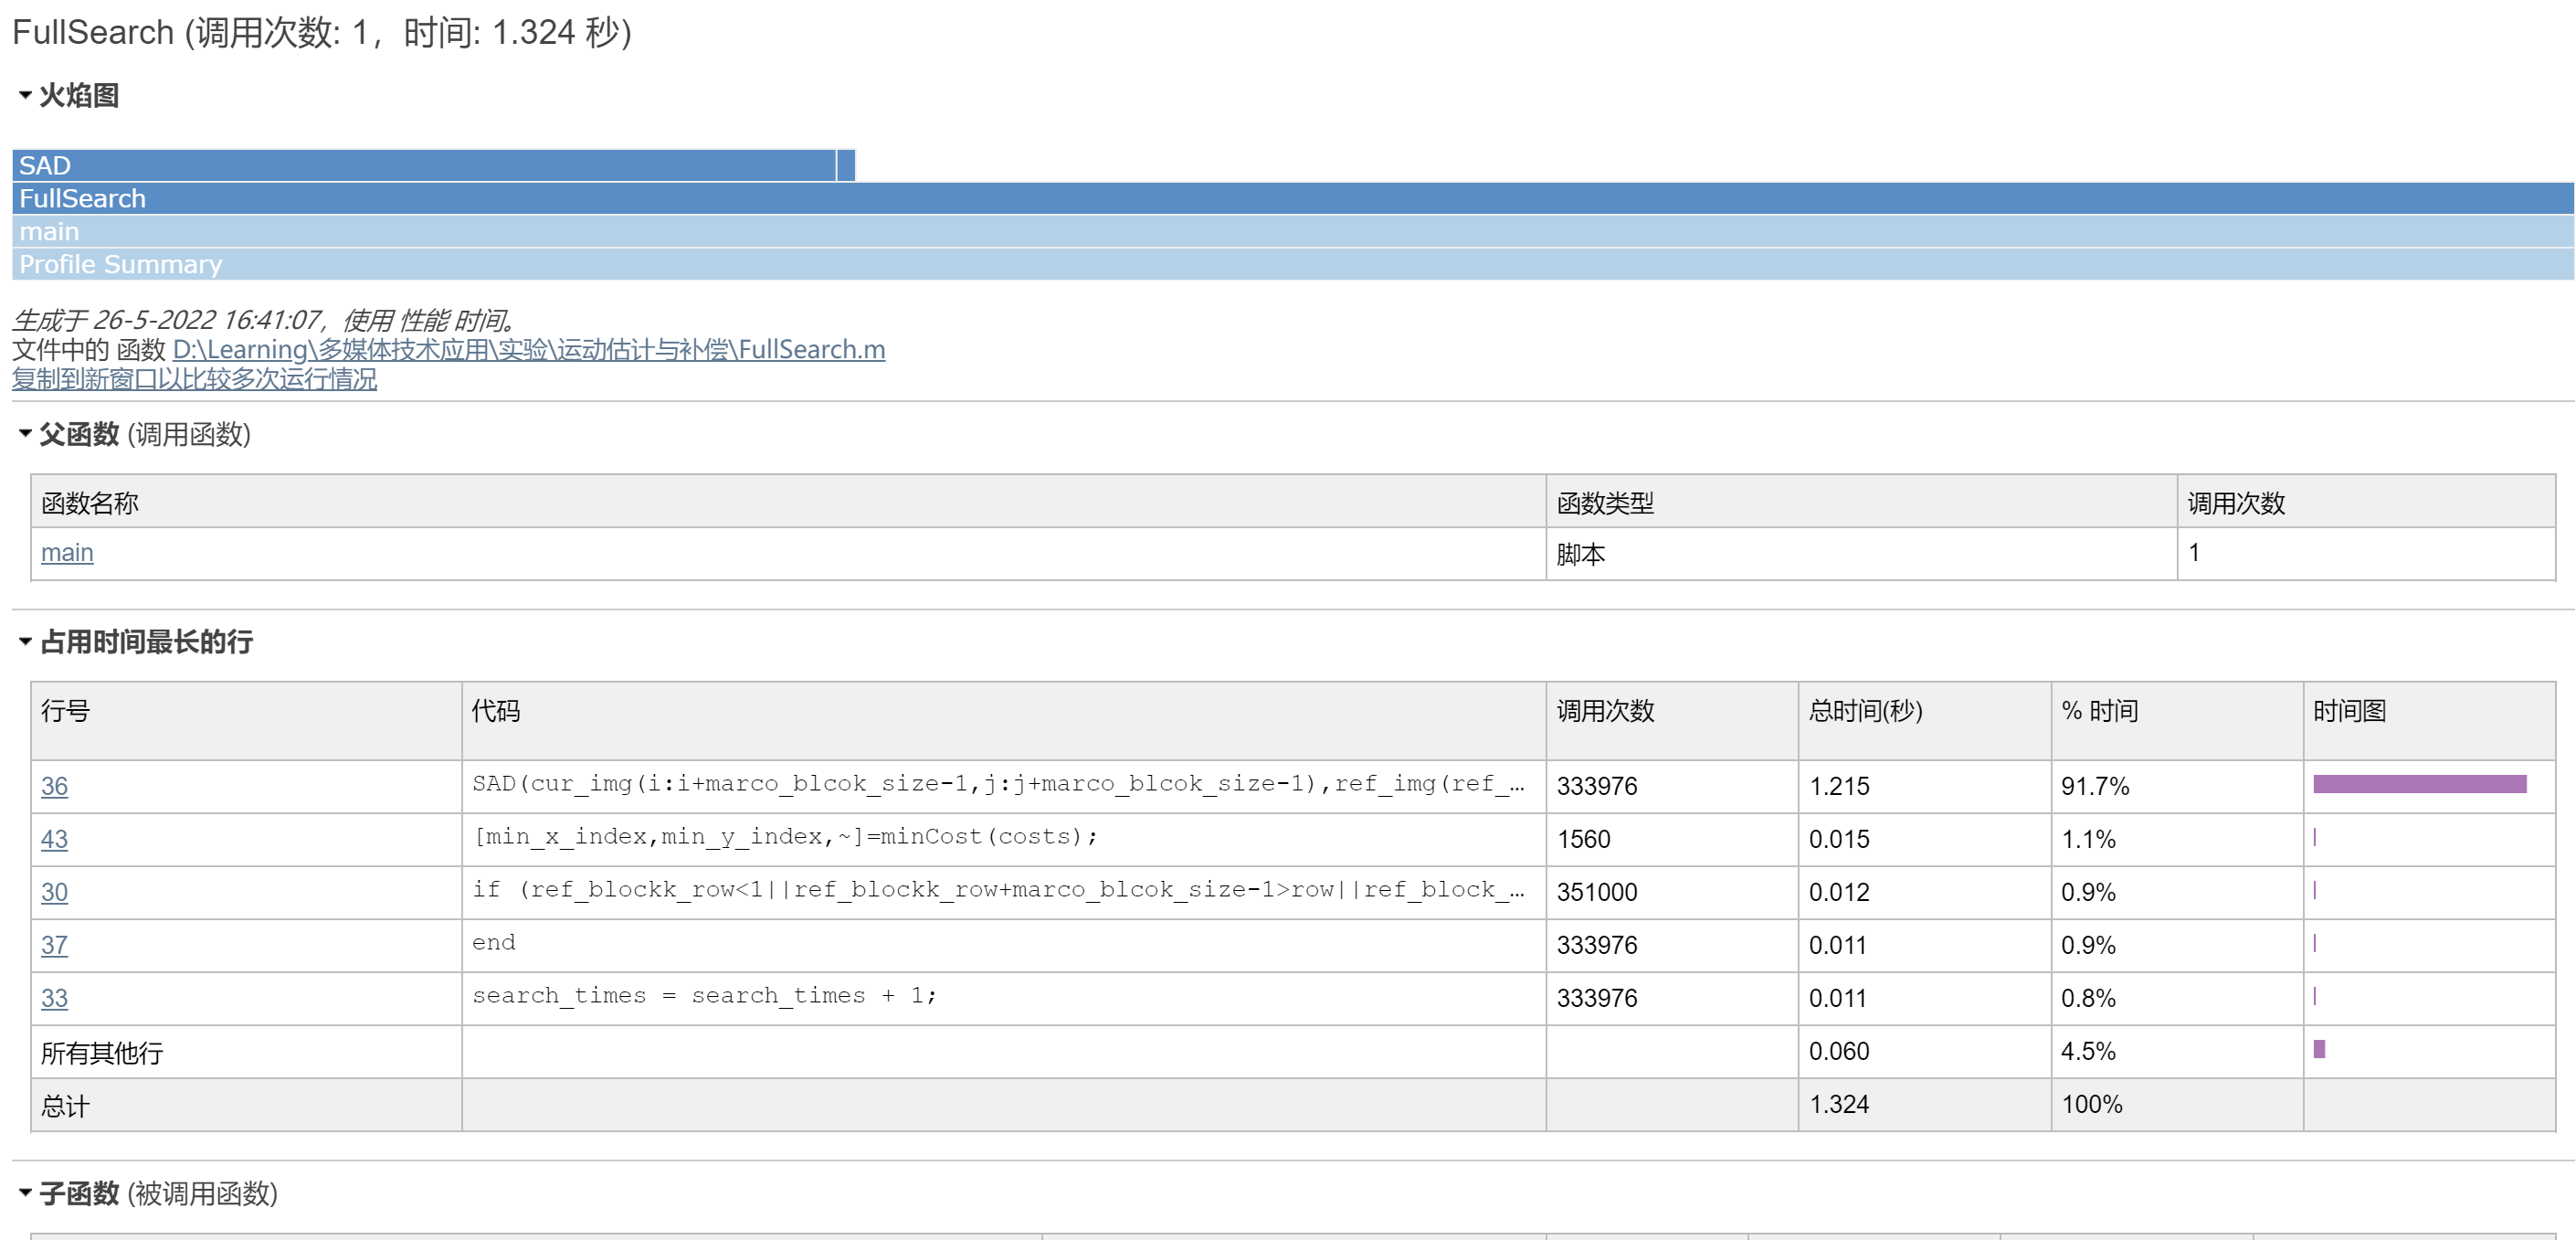 FullSearch (调用次数: 1，时间: 1.324 秒)
火焰图
SAD
FullSearch
main
Profile Summary
生成于 26-5-2022 16:41:07，使用 性能 时间。
文件中的 函数 D:\Learning\多媒体技术应用\实验\运动估计与补偿\FullSearch.m
复制到新窗口以比较多次运行情况
父函数 (调用函数)
函数名称 函数类型 调用次数
main 脚本 1
占用时间最长的行
行号 代码 调用次数 总时间(秒) % 时间 时间图
36 SAD(cur_img(i:i+marco_blcok_size-1,j:j+marco_blcok_size-1),ref_img(ref_... 333976 1.215 91.7%
43 [min_x_index,min_y_index,~]=minCost(costs); 1560 0.015 1.1%
30 if (ref_blockk_row<1||ref_blockk_row+marco_blcok_size-1>row||ref_block_... 351000 0.012 0.9%
37 end 333976 0.011 0.9%
33 search_times = search_times + 1; 333976 0.011 0.8%
所有其他行 0.060 4.5%
总计 1.324 100%
子函数 (被调用函数)